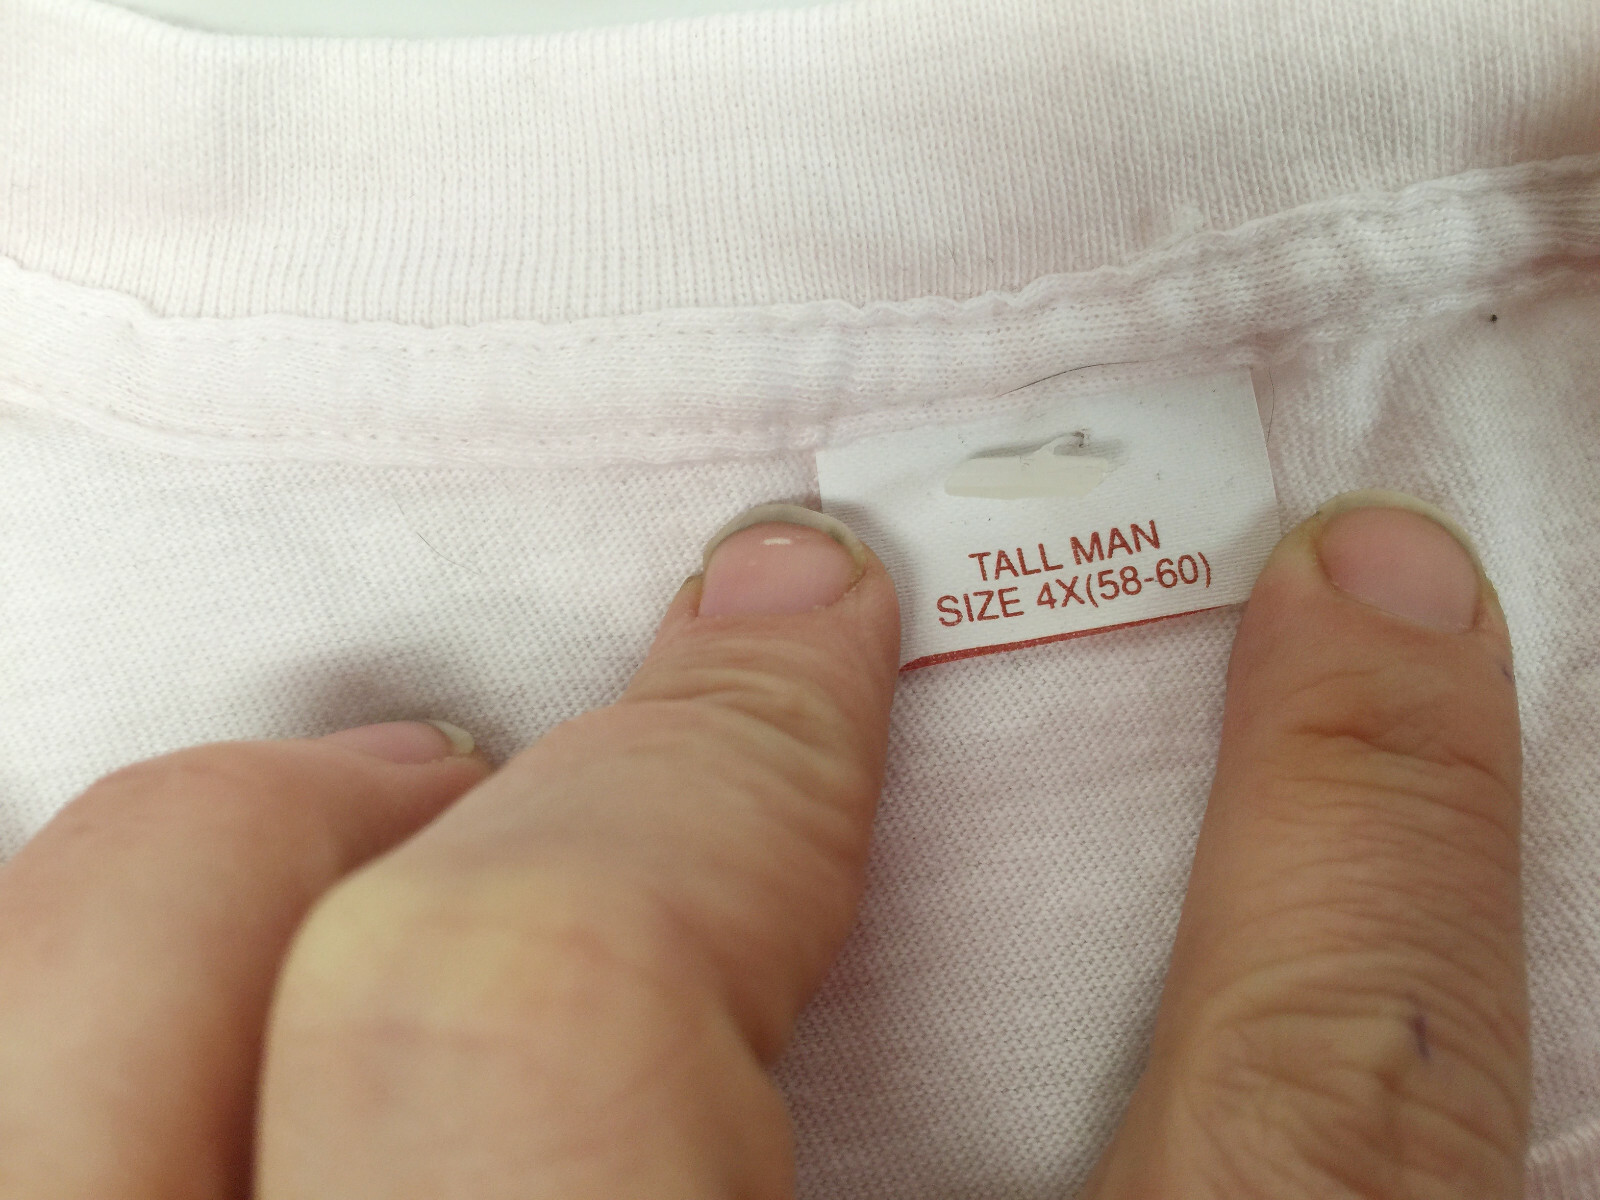 TALL MAN
SIZE 4X(58-60)